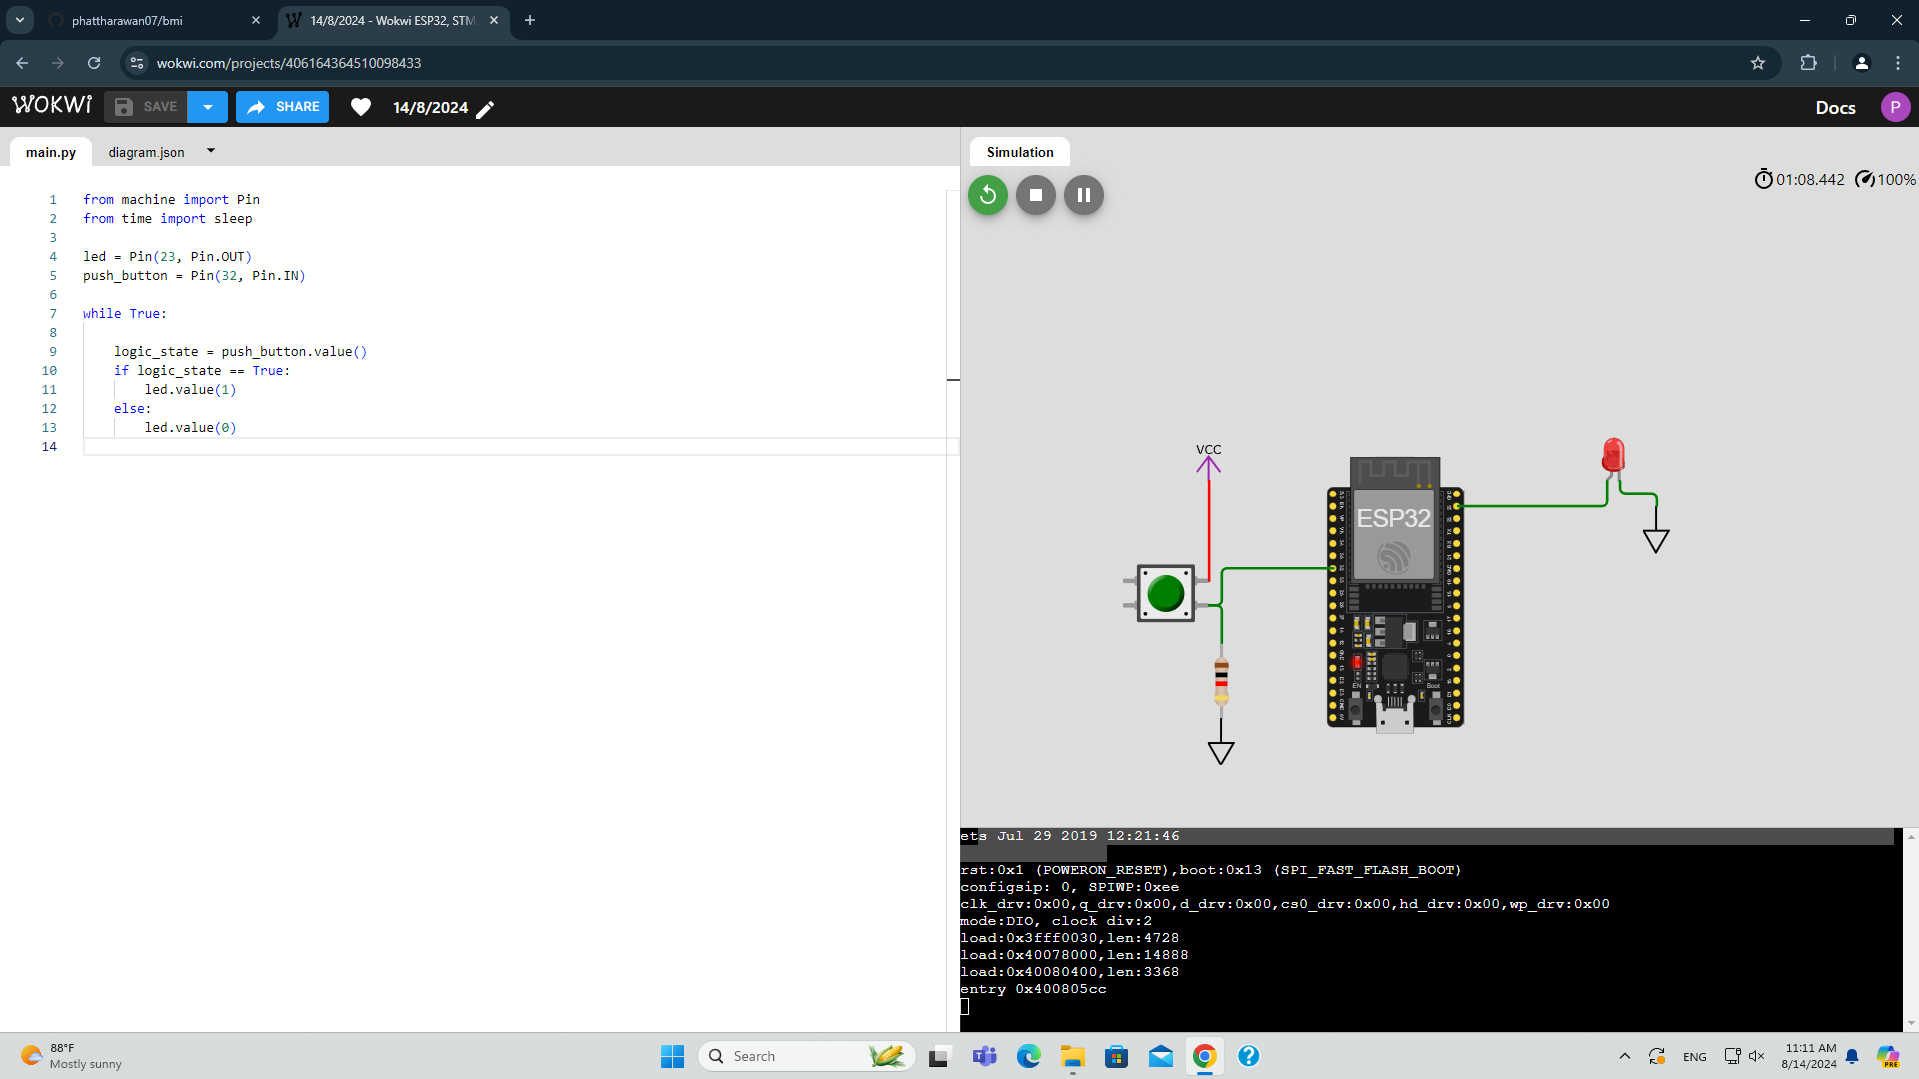 phattharawan07/bmi
14/8/2024 - Wokwi ESP32, STM
wokwi.com/projects/406164364510098433
WOKWI
SAVE
SHARE
14/8/2024
Docs
P
main.py
diagram.json
1 from machine import Pin
2 from time import sleep
3
4 led = Pin(23, Pin.OUT)
5 push_button = Pin(32, Pin.IN)
6
7 while True:
8
9 logic_state = push_button.value()
10 if logic_state == True:
11 led.value(1)
12 else:
13 led.value(0)
14
Simulation
01:08.442
100%
VCC
ESP32
EN
Boot
ets Jul 29 2019 12:21:46
rst:0x1 (POWERON_RESET),boot:0x13 (SPI_FAST_FLASH_BOOT)
configsip: 0, SPIWP:0xee
clk_drv:0x00,q_drv:0x00,d_drv:0x00,cs0_drv:0x00,hd_drv:0x00,wp_drv:0x00
mode:DIO, clock div:2
load:0x3fff0030,len:4728
load:0x40078000,len:14888
load:0x40080400,len:3368
entry 0x400805cc
88°F
Mostly sunny
Search
ENG
11:11 AM
8/14/2024
PRE